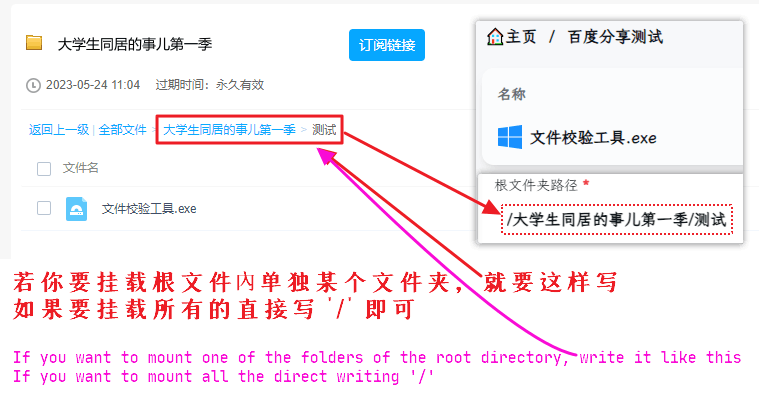 大学生同居的事儿第一季
订阅链接
2023-05-24 11:04 过期时间：永久有效
返回上一级 | 全部文件 > 大学生同居的事儿第一季 > 测试
文件名
文件校验工具.exe
主页 / 百度分享测试
名称
文件校验工具.exe
根文件夹路径 *
/大学生同居的事儿第一季/测试
若你要挂载根文件内单独某个文件夹，就要这样写
如果要挂载所有的直接写 '/' 即可
If you want to mount one of the folders of the root directory, write it like this
If you want to mount all the direct writing '/'